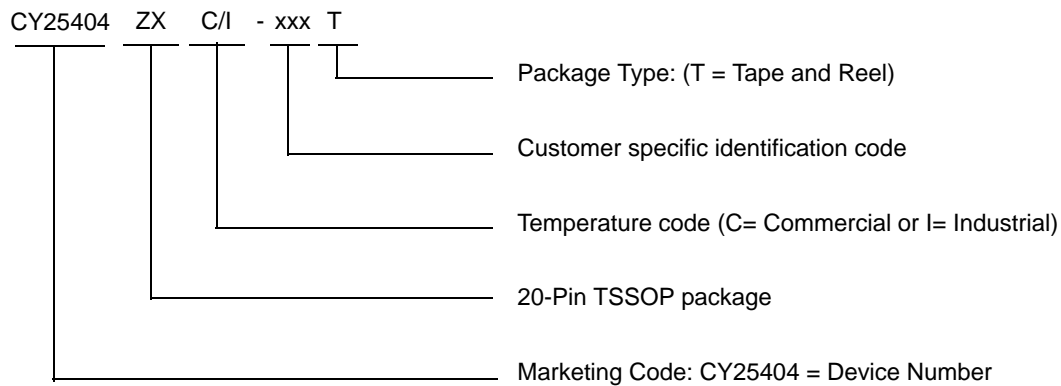 CY25404 ZX C/I - xxx T
Package Type: (T = Tape and Reel)
Customer specific identification code
Temperature code (C= Commercial or I= Industrial)
20-Pin TSSOP package
Marketing Code: CY25404 = Device Number